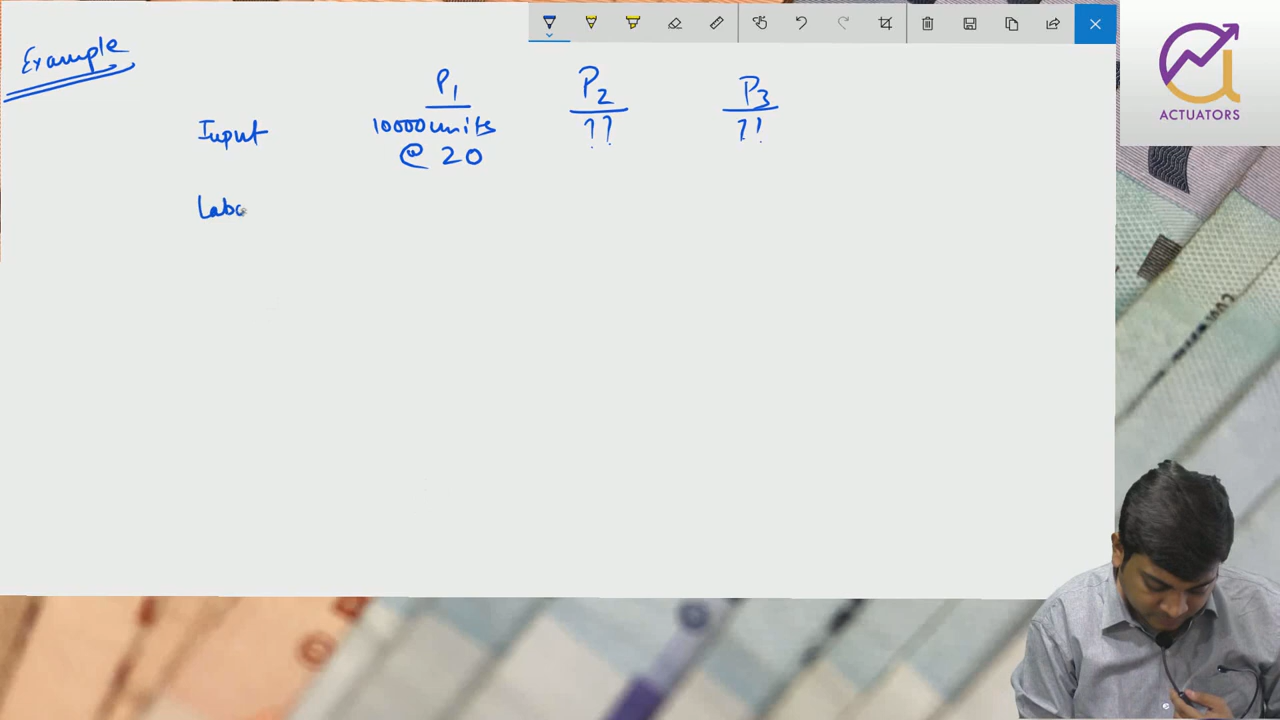 Example
P1 P2 P3
Input 10000 units ?? ??
@ 20
Labo
ACTUATORS